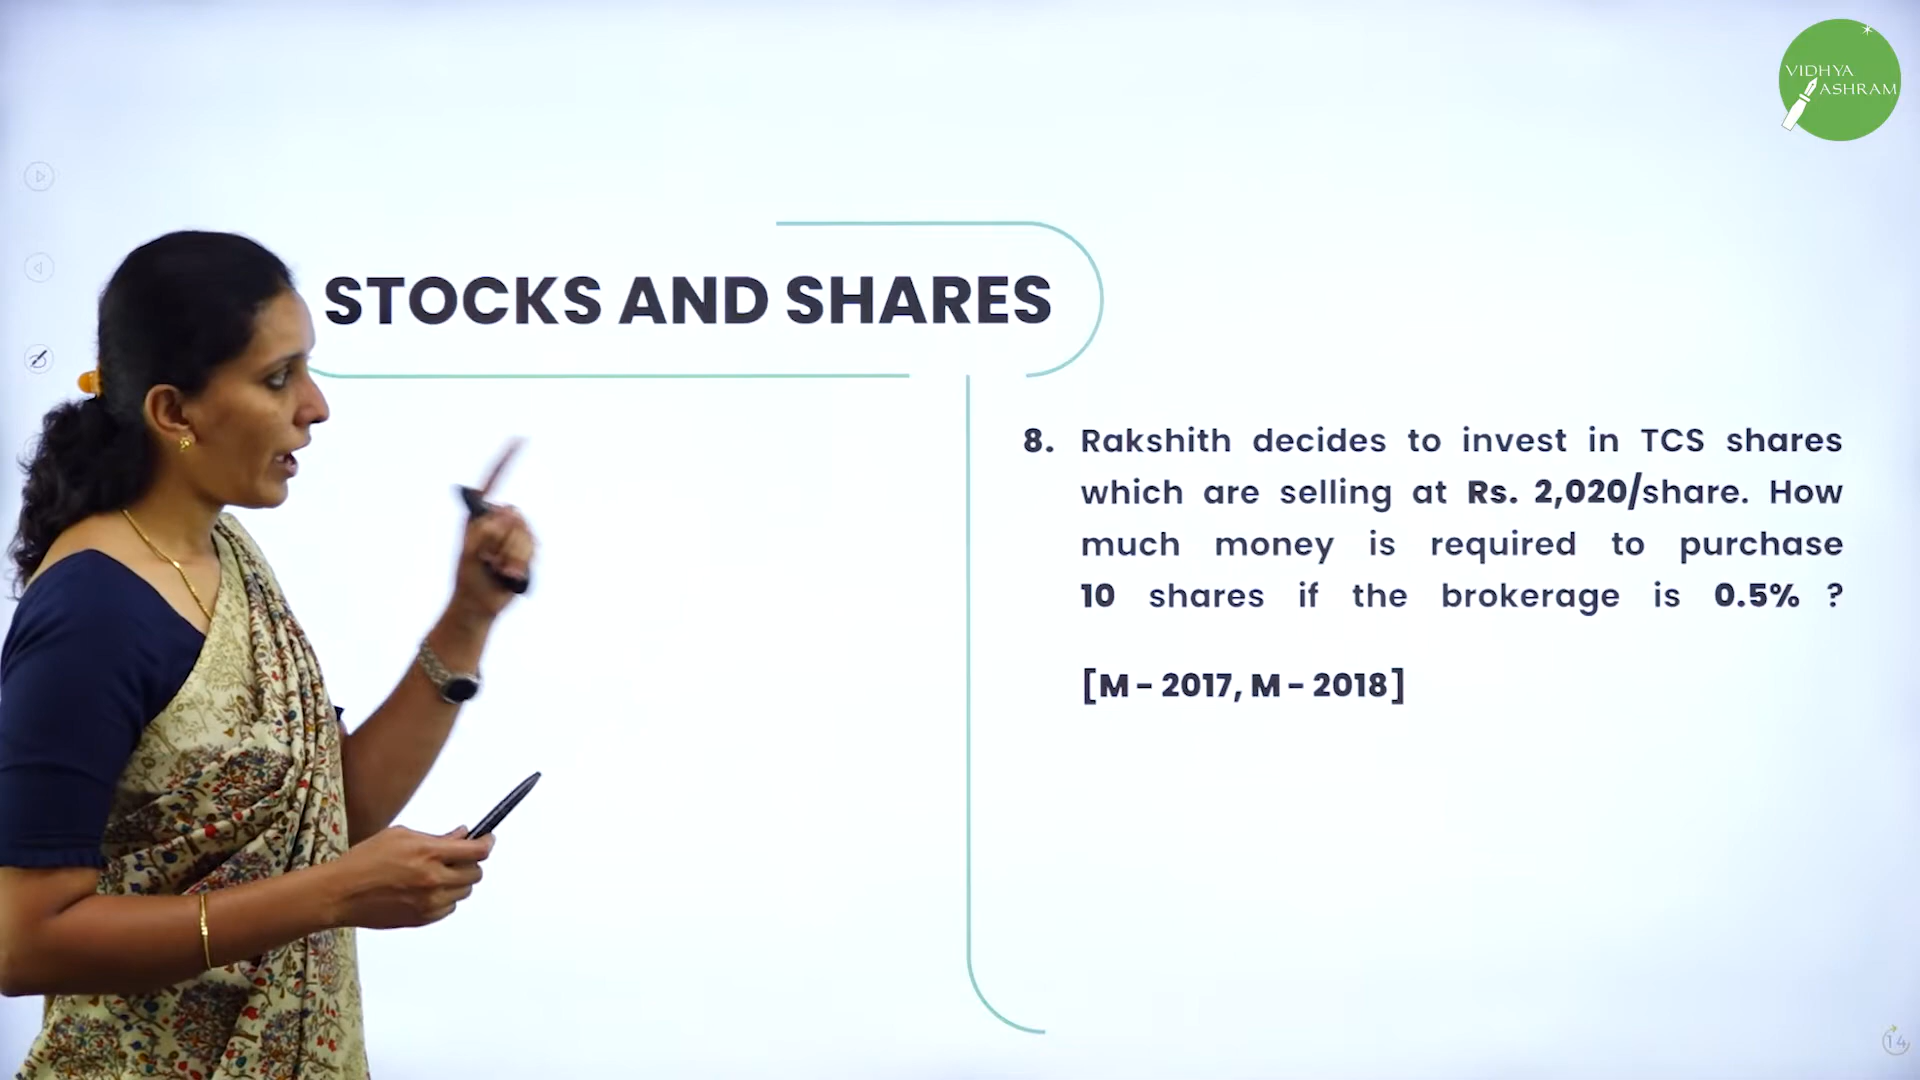 VIDHYA
ASHRAM
STOCKS AND SHARES
8. Rakshith decides to invest in TCS shares
which are selling at Rs. 2,020/share. How
much money is required to purchase
10 shares if the brokerage is 0.5% ?
[M - 2017, M - 2018]
14